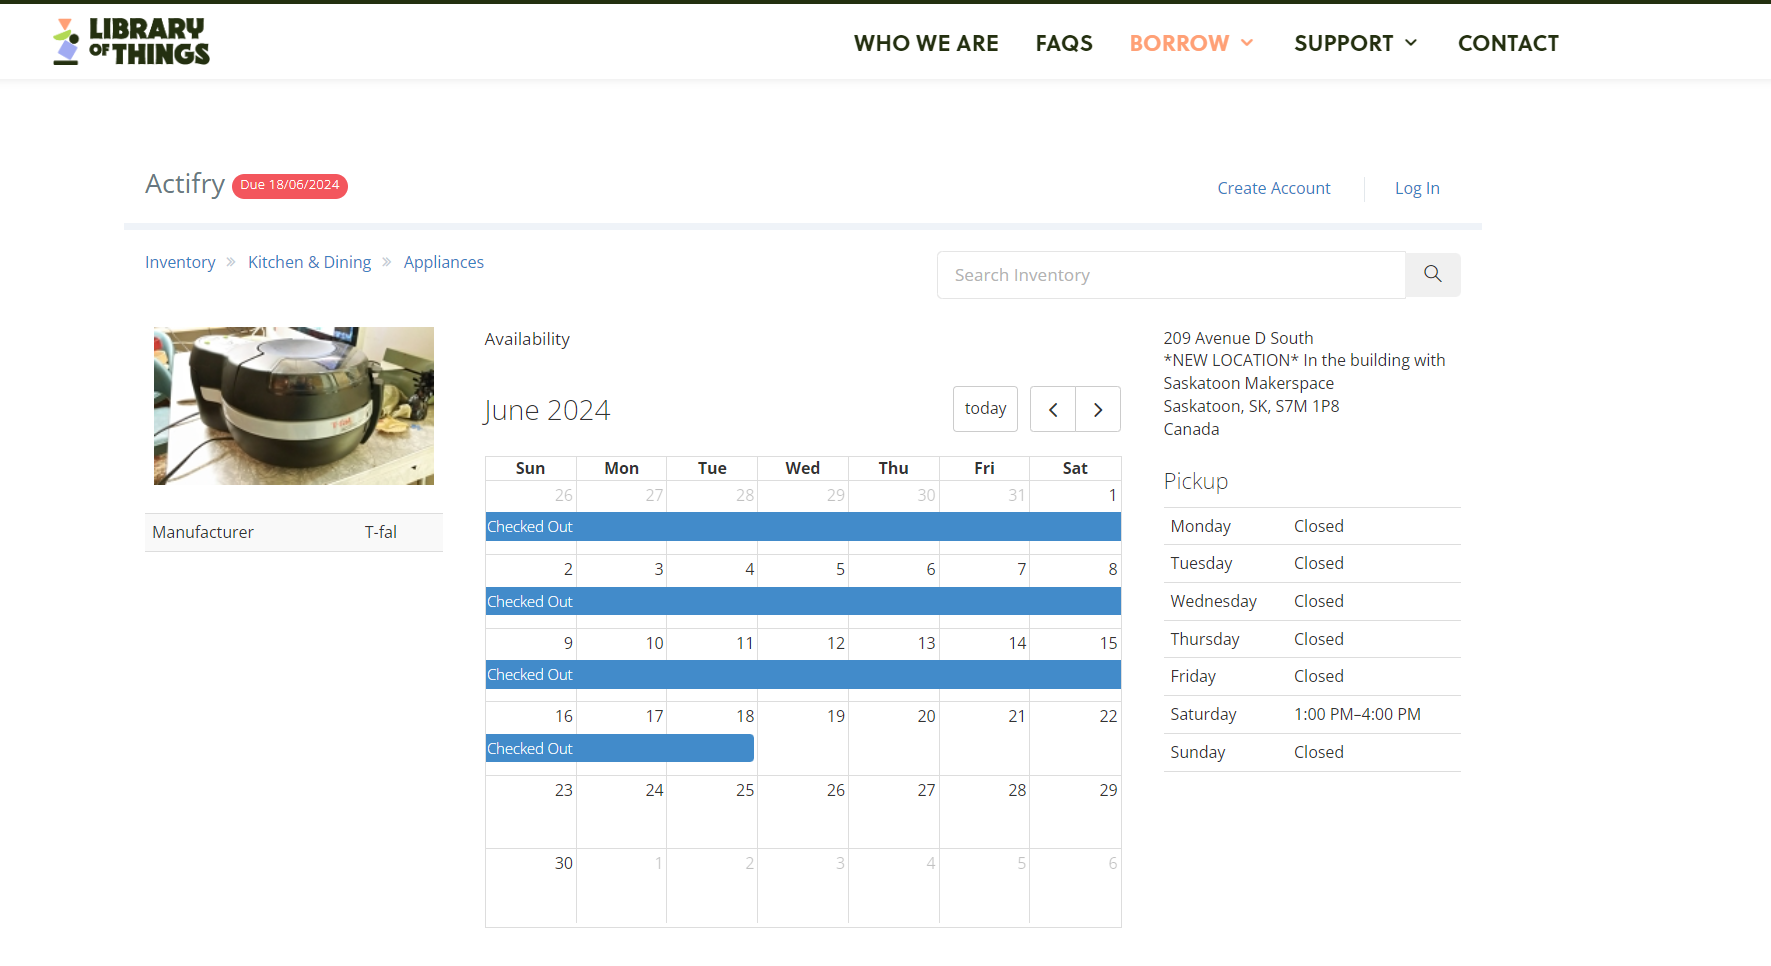 LIBRARY
OF THINGS
WHO WE ARE
FAQS
BORROW
SUPPORT
CONTACT
Actifry
Due 18/06/2024
Create Account
Log In
Inventory » Kitchen & Dining » Appliances
Search Inventory
Manufacturer T-fal
Availability
June 2024
today
Sun Mon Tue Wed Thu Fri Sat
26 27 28 29 30 31 1
Checked Out
2 3 4 5 6 7 8
Checked Out
9 10 11 12 13 14 15
Checked Out
16 17 18 19 20 21 22
Checked Out
23 24 25 26 27 28 29
30 1 2 3 4 5 6
209 Avenue D South
*NEW LOCATION* In the building with
Saskatoon Makerspace
Saskatoon, SK, S7M 1P8
Canada
Pickup
Monday Closed
Tuesday Closed
Wednesday Closed
Thursday Closed
Friday Closed
Saturday 1:00 PM–4:00 PM
Sunday Closed